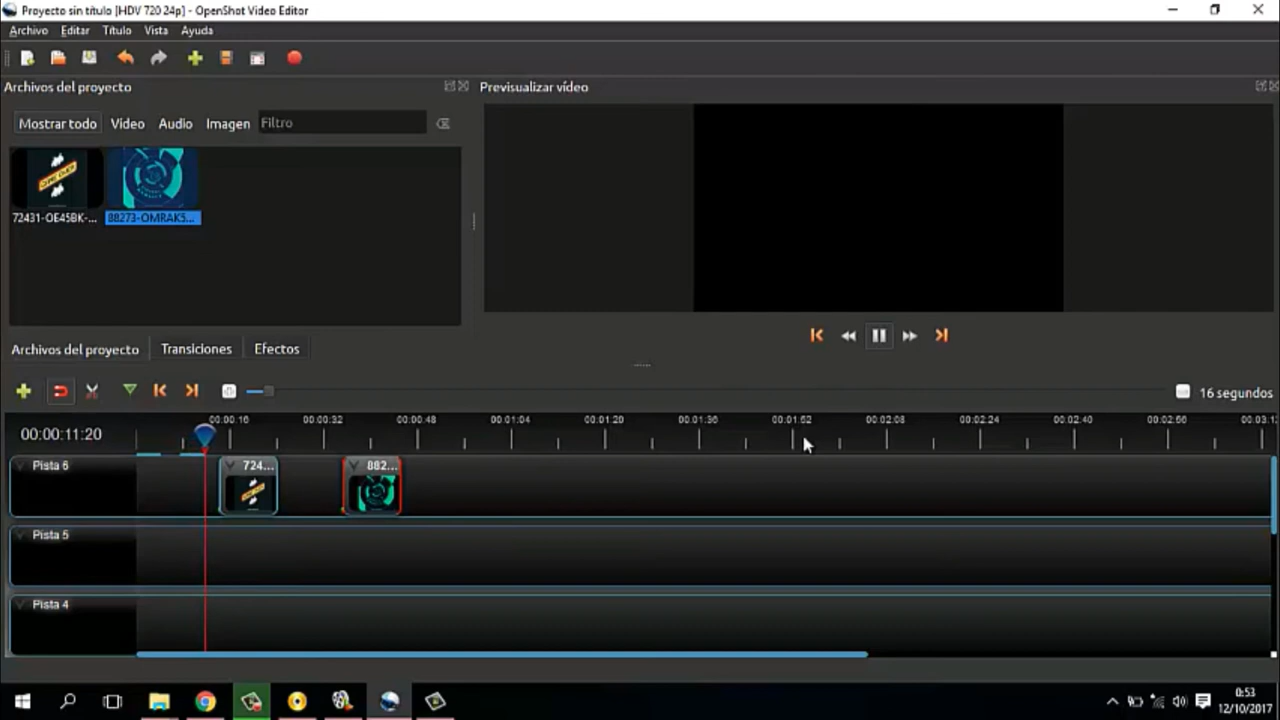 Proyecto sin título [HDV 720 24p] - OpenShot Video Editor
Archivo Editar Título Vista Ayuda
Archivos del proyecto
Previsualizar vídeo
Mostrar todo Video Audio Imagen Filtro
72431-OE45BK-... 88273-OMRAK5...
Archivos del proyecto Transiciones Efectos
16 segundos
00:00:11:20
00:00:16 00:00:32 00:00:48 00:01:04 00:01:20 00:01:36 00:01:52 00:02:08 00:02:24 00:02:40 00:02:56 00:03:1
Pista 6
724... 882...
Pista 5
Pista 4
0:53
12/10/2017